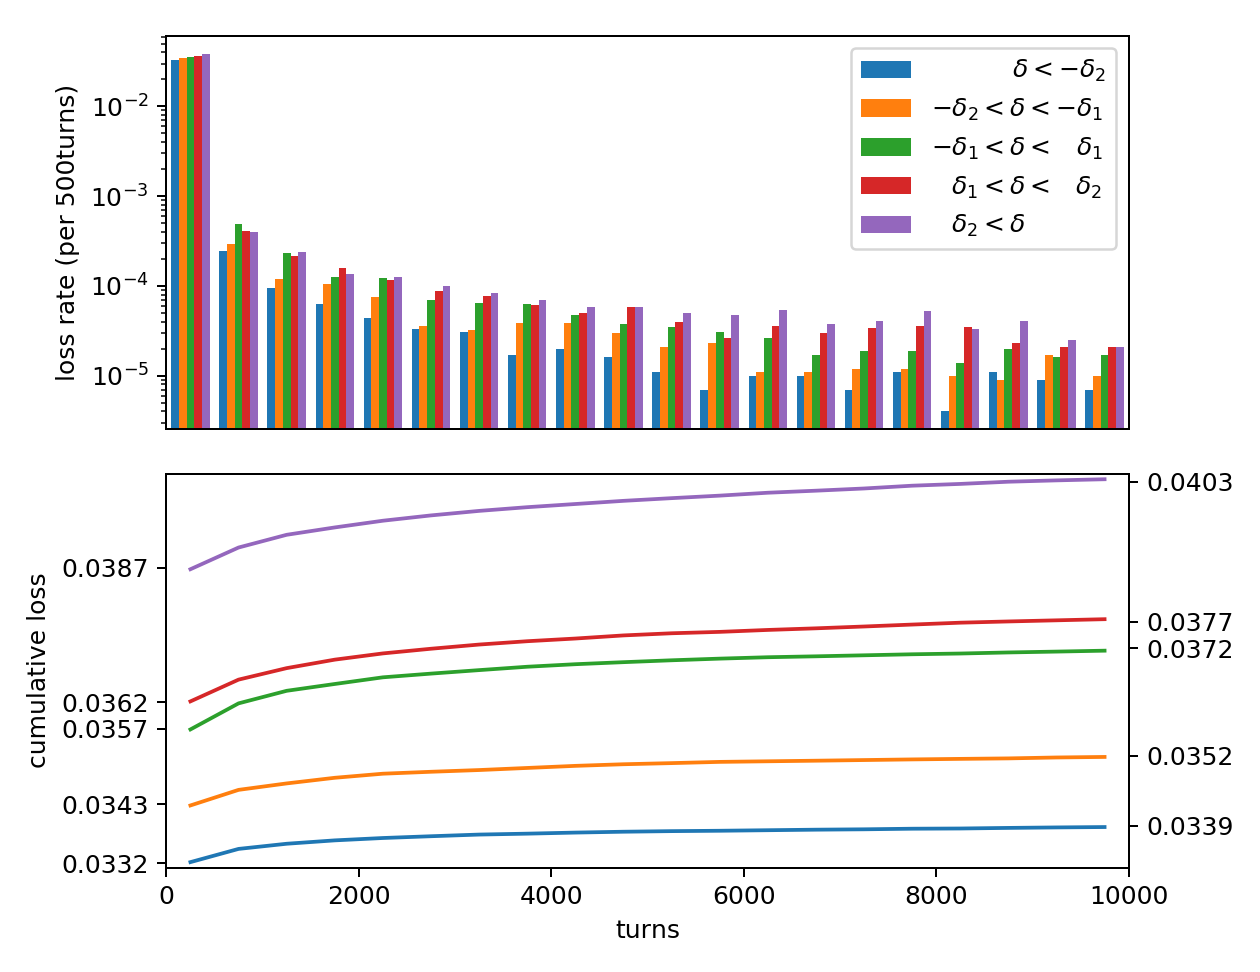 loss rate (per 500turns)
10⁻²
10⁻³
10⁻⁴
10⁻⁵
δ < −δ₂
−δ₂ < δ < −δ₁
−δ₁ < δ < δ₁
δ₁ < δ < δ₂
δ₂ < δ
cumulative loss
0.0387
0.0362
0.0357
0.0343
0.0332
0.0403
0.0377
0.0372
0.0352
0.0339
0 2000 4000 6000 8000 10000
turns